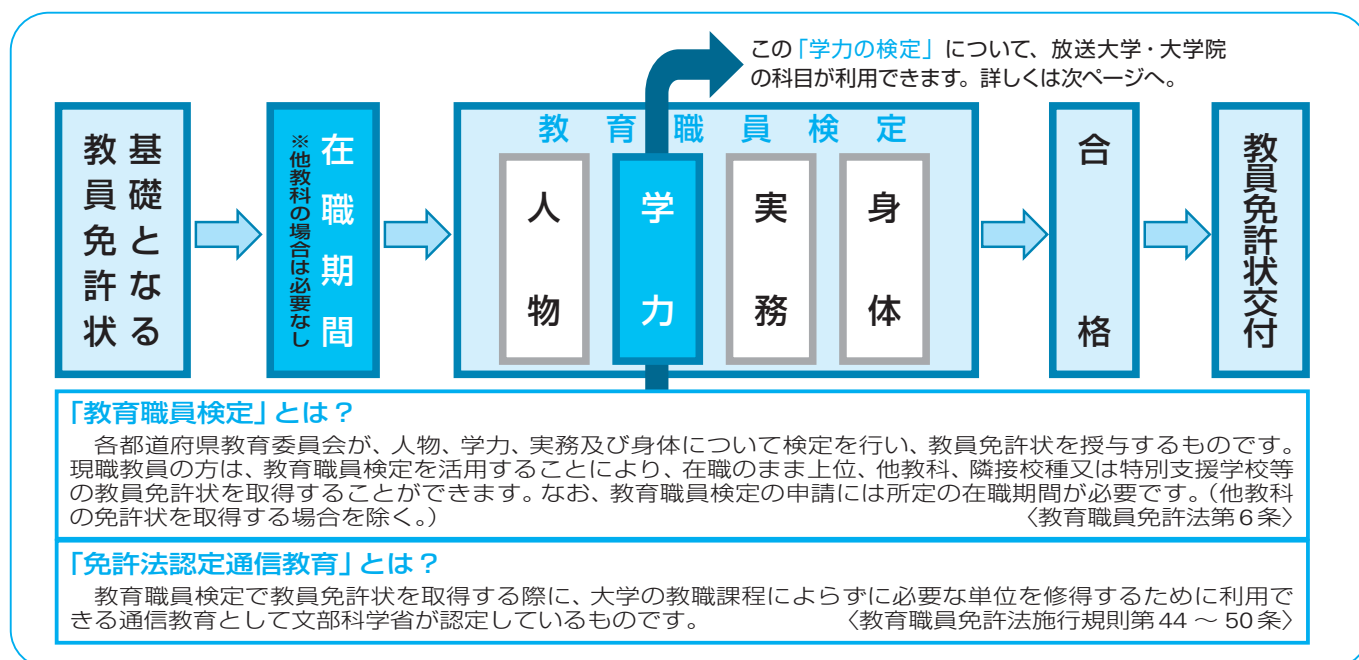 この「学力の検定」について、放送大学・大学院
の科目が利用できます。詳しくは次ページへ。
基礎となる
教員免許状
在職期間
※他教科の場合は必要なし
教育職員検定
人物
学力
実務
身体
合格
教員免許状交付
「教育職員検定」とは？
各都道府県教育委員会が、人物、学力、実務及び身体について検定を行い、教員免許状を授与するものです。
現職教員の方は、教育職員検定を活用することにより、在職のまま上位、他教科、隣接校種又は特別支援学校等
の教員免許状を取得することができます。なお、教育職員検定の申請には所定の在職期間が必要です。（他教科
の免許状を取得する場合を除く。） 〈教育職員免許法第6条〉
「免許法認定通信教育」とは？
教育職員検定で教員免許状を取得する際に、大学の教職課程によらずに必要な単位を修得するために利用で
きる通信教育として文部科学省が認定しているものです。 〈教育職員免許法施行規則第44～50条〉